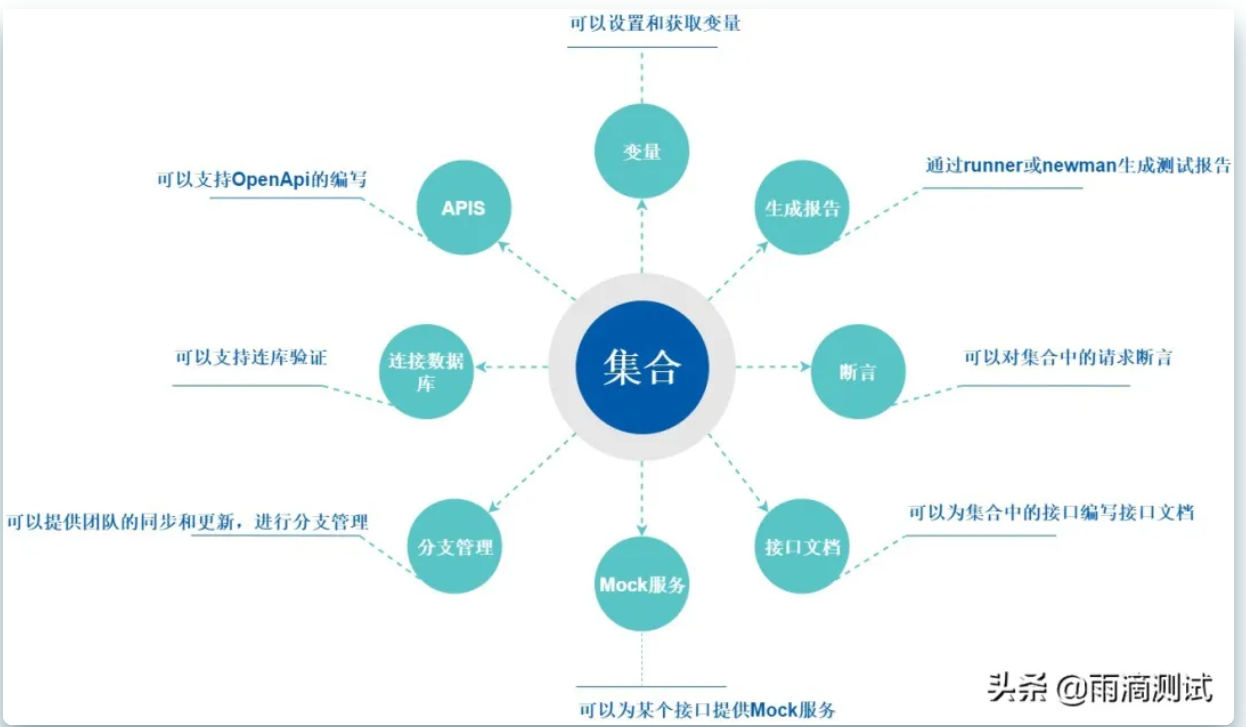 可以设置和获取变量
变量
可以支持OpenApi的编写
APIS
通过runner或newman生成测试报告
生成报告
集合
可以支持连库验证
连接数据
库
断言
可以对集合中的请求断言
可以提供团队的同步和更新，进行分支管理
分支管理
Mock服务
接口文档
可以为集合中的接口编写接口文档
可以为某个接口提供Mock服务
头条 @雨滴测试